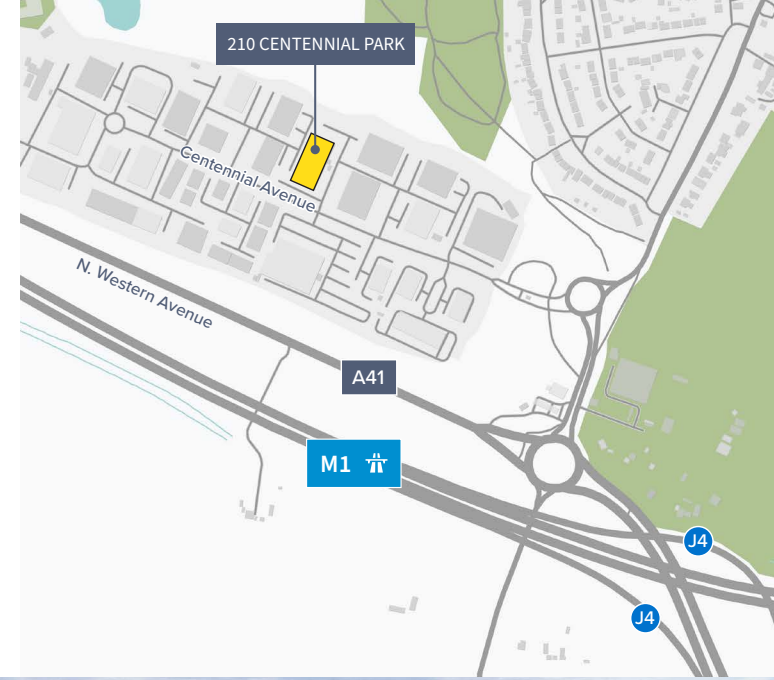 210 CENTENNIAL PARK
Centennial Avenue
N. Western Avenue
A41
M1
J4
J4